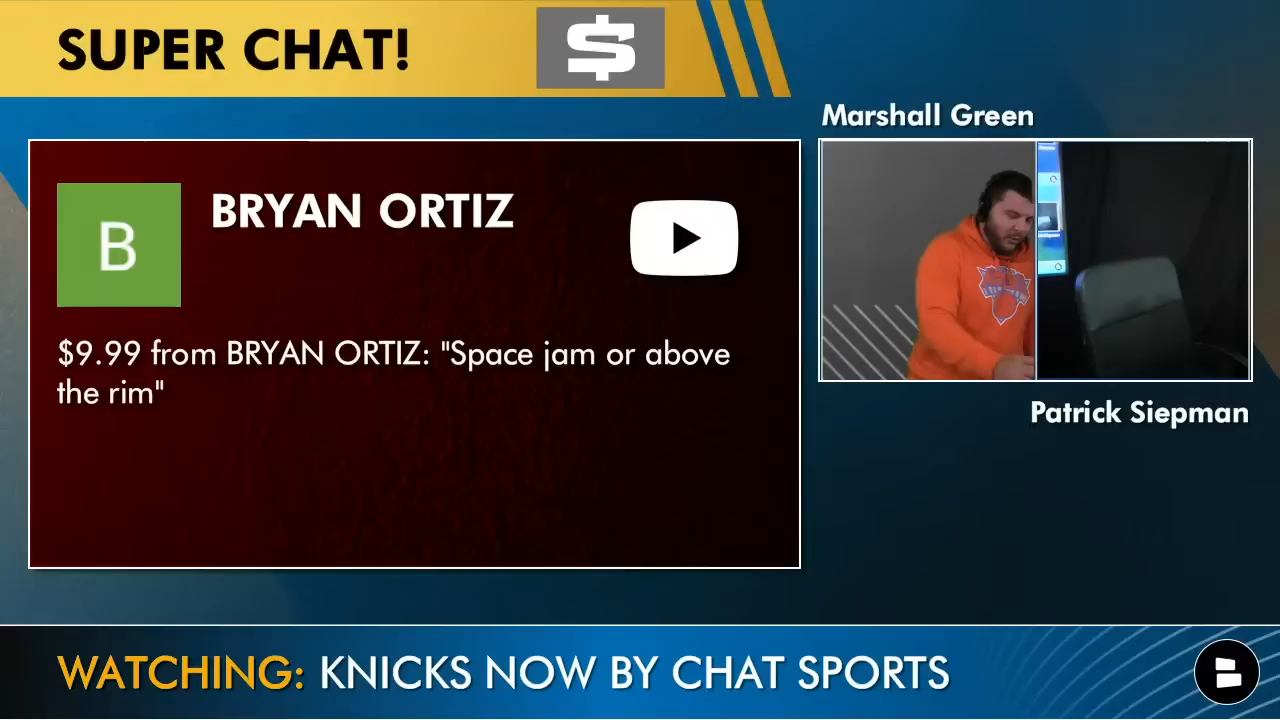 SUPER CHAT!
Marshall Green
B
BRYAN ORTIZ
$9.99 from BRYAN ORTIZ: "Space jam or above
the rim"
Patrick Siepman
WATCHING: KNICKS NOW BY CHAT SPORTS